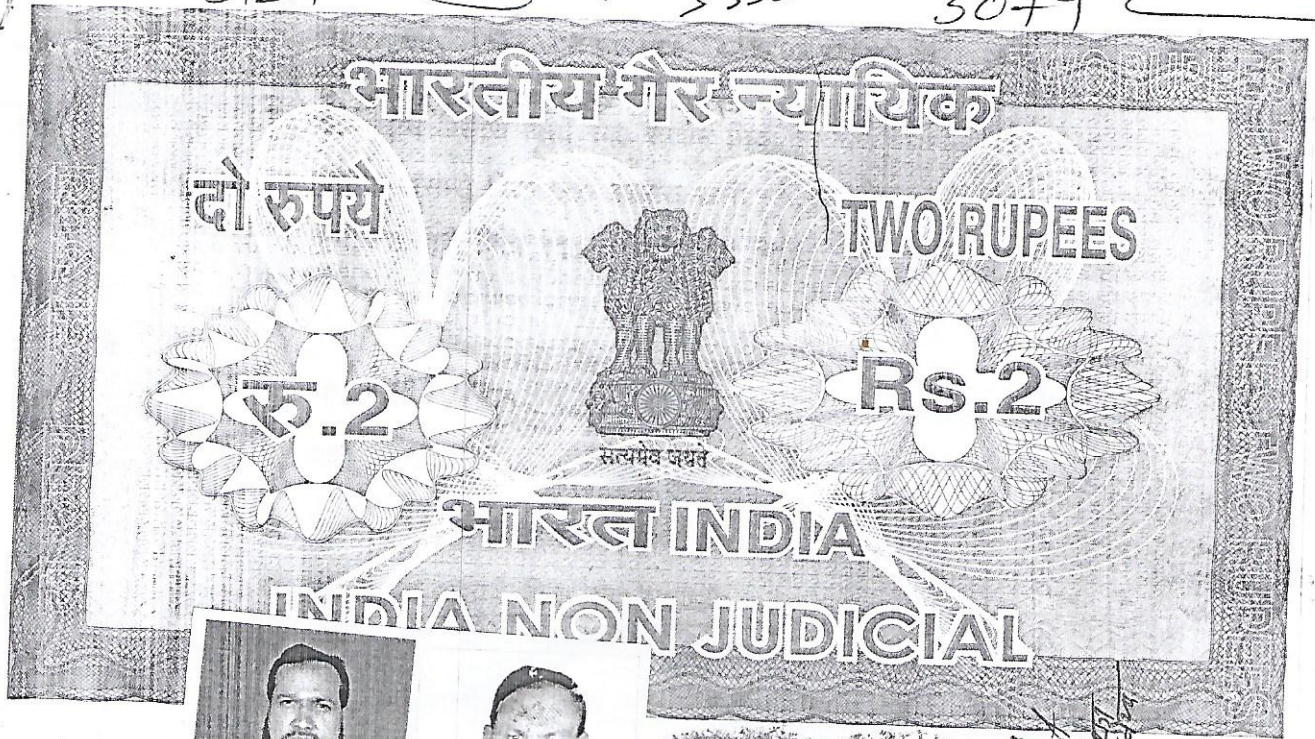 भारतीय गैर न्यायिक
दो रुपये
TWO RUPEES
रु.2
Rs.2
सत्यमेव जयते
भारत INDIA
INDIA NON JUDICIAL